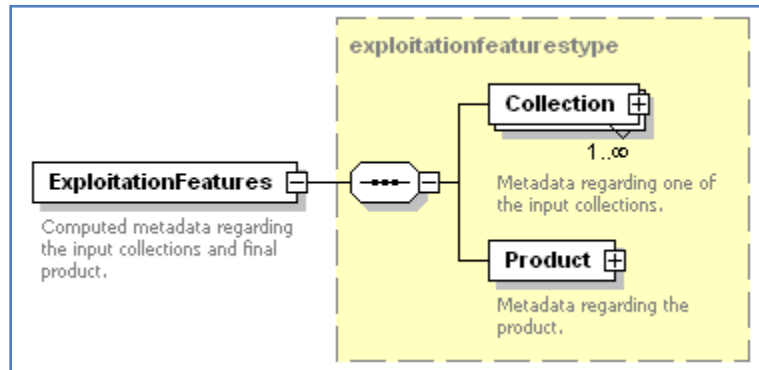 exploitationfeaturestype
Collection
1..∞
Metadata regarding one of
the input collections.
ExploitationFeatures
Computed metadata regarding
the input collections and final
product.
Product
Metadata regarding the
product.